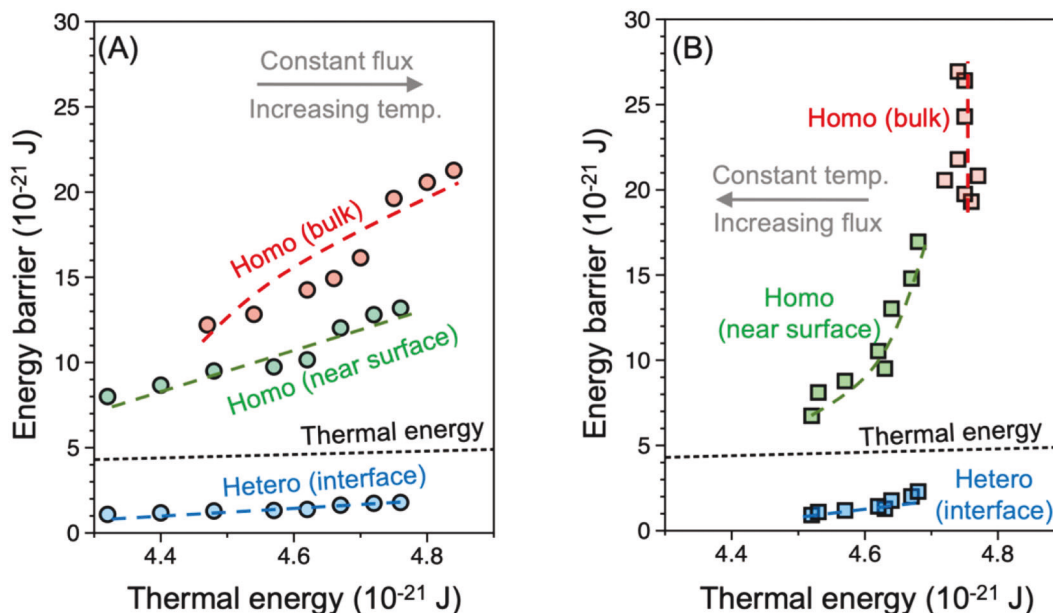 (A)
Constant flux
Increasing temp.
Homo (bulk)
Homo (near surface)
Thermal energy
Hetero (interface)
Energy barrier (10⁻²¹ J)
30
25
20
15
10
5
0
4.4
4.6
4.8
Thermal energy (10⁻²¹ J)
(B)
Homo (bulk)
Constant temp.
Increasing flux
Homo
(near surface)
Thermal energy
Hetero
(interface)
Energy barrier (10⁻²¹ J)
30
25
20
15
10
5
0
4.4
4.6
4.8
Thermal energy (10⁻²¹ J)